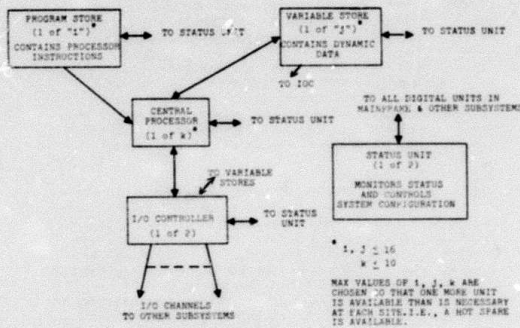 PROGRAM STORE
(1 of "i")*
CONTAINS PROCESSOR
INSTRUCTIONS
TO STATUS UNIT
VARIABLE STORE
(1 of "j")*
CONTAINS DYNAMIC
DATA
TO STATUS UNIT
TO IOC
CENTRAL
PROCESSOR
(1 of k)*
TO STATUS UNIT
TO ALL DIGITAL UNITS IN
MAINFRAME & OTHER SUBSYSTEMS
STATUS UNIT
(1 of 2)
MONITORS STATUS
AND CONTROLS
SYSTEM CONFIGURATION
TO VARIABLE
STORES
I/O CONTROLLER
(1 of 2)
TO STATUS
UNIT
I/O CHANNELS
TO OTHER SUBSYSTEMS
* i, j ≤ 16
k ≤ 10
MAX VALUES OF i, j, k ARE
CHOSEN SO THAT ONE MORE UNIT
IS AVAILABLE THAN IS NECESSARY
AT EACH SITE.I.E., A HOT SPARE
IS AVAILABLE.